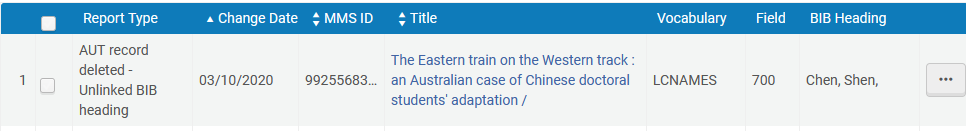 Report Type Change Date MMS ID Title Vocabulary Field BIB Heading
AUT record
deleted -
Unlinked BIB
heading
1 03/10/2020 99255683... The Eastern train on the Western track :
an Australian case of Chinese doctoral
students' adaptation / LCNAMES 700 Chen, Shen,